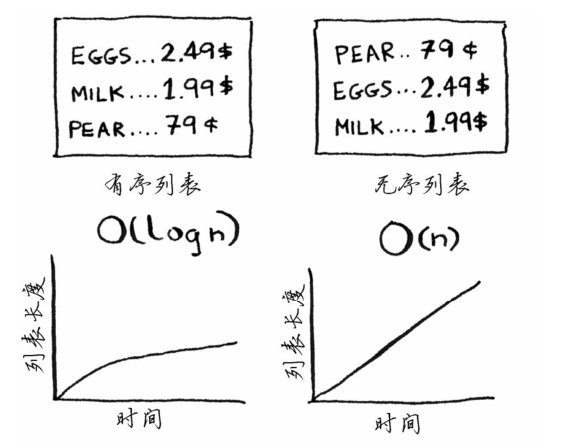 EGGS...2.49$
MILK....1.99$
PEAR....79¢
有序列表
PEAR..79¢
EGGS...2.49$
MILK....1.99$
无序列表
O(logn)
列表长度
时间
O(n)
列表长度
时间